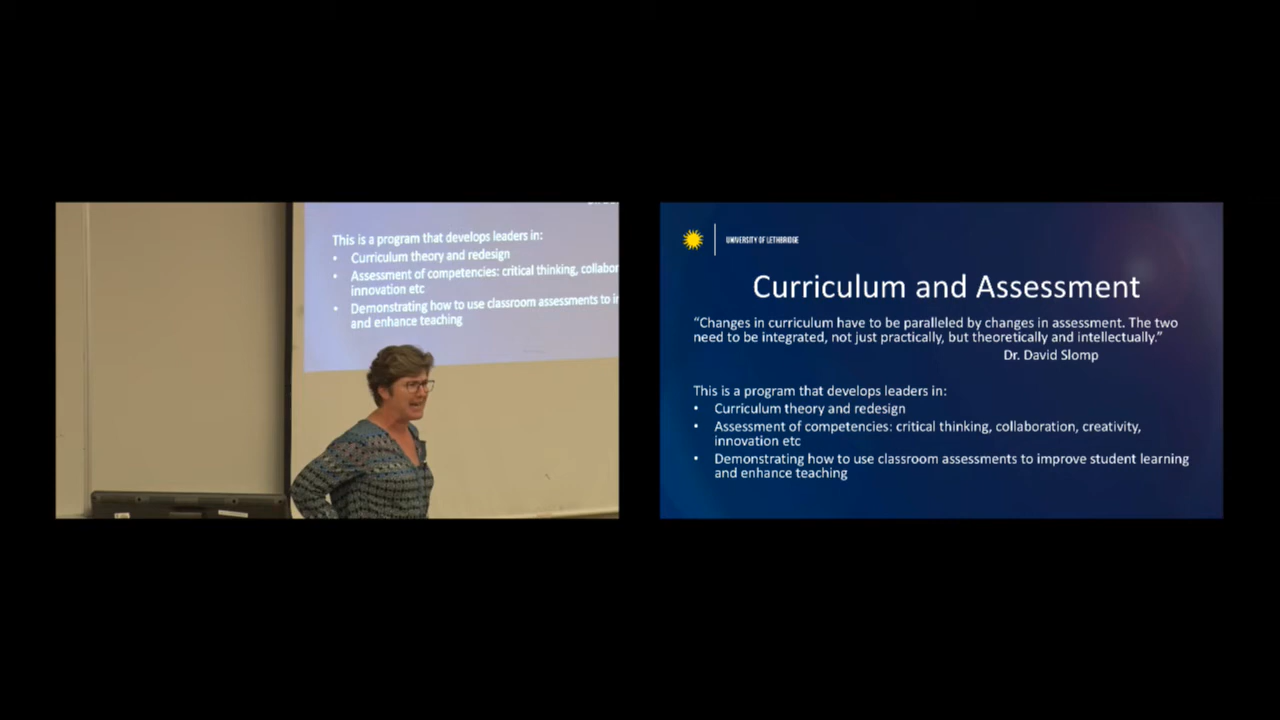 This is a program that develops leaders in:
• Curriculum theory and redesign
• Assessment of competencies: critical thinking, collabor
innovation etc
• Demonstrating how to use classroom assessments to i
and enhance teaching
UNIVERSITY OF LETHBRIDGE
Curriculum and Assessment
“Changes in curriculum have to be paralleled by changes in assessment. The two
need to be integrated, not just practically, but theoretically and intellectually.”
Dr. David Slomp
This is a program that develops leaders in:
• Curriculum theory and redesign
• Assessment of competencies: critical thinking, collaboration, creativity,
innovation etc
• Demonstrating how to use classroom assessments to improve student learning
and enhance teaching